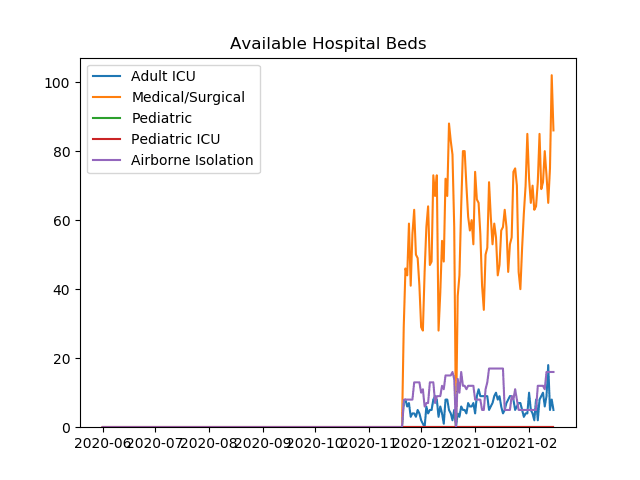 Available Hospital Beds
Adult ICU
Medical/Surgical
Pediatric
Pediatric ICU
Airborne Isolation
100
80
60
40
20
0
2020-06 2020-07 2020-08 2020-09 2020-10 2020-11 2020-12 2021-01 2021-02